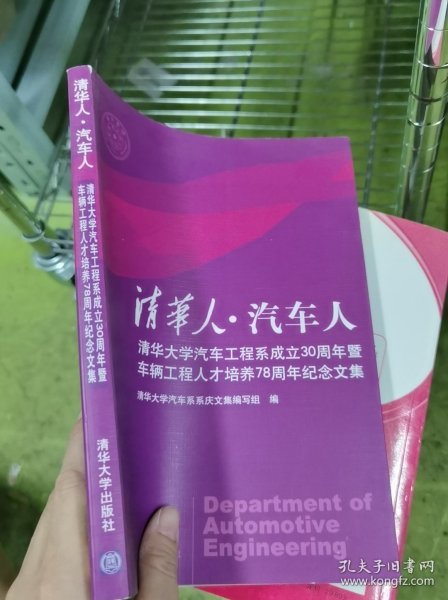 清华人·汽车人
清华大学汽车工程系成立30周年暨
车辆工程人才培养78周年纪念文集
清华大学出版社
清華人·汽车人
清华大学汽车工程系成立30周年暨
车辆工程人才培养78周年纪念文集
清华大学汽车系系庆文集编写组 编
Department of
Automotive
Engineering
孔夫子旧书网
www.kongfz.com